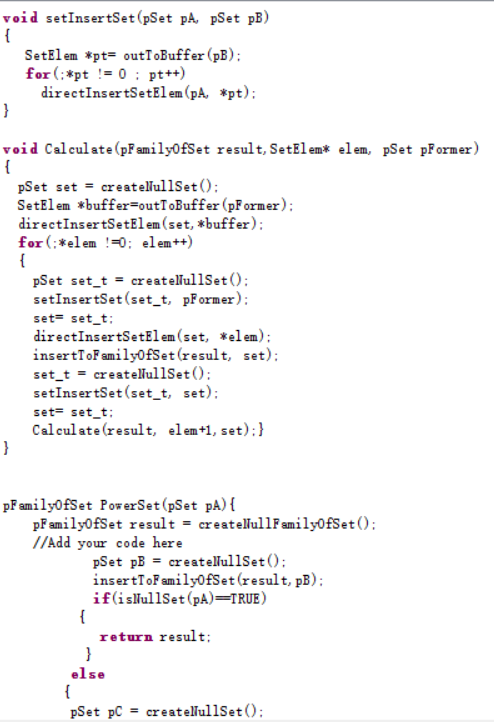 void setInsertSet(pSet pA, pSet pB)
{
SetElem *pt= outToBuffer(pB);
for(;*pt != 0 ; pt++)
directInsertSetElem(pA, *pt);
}
void Calculate(pFamilyOfSet result,SetElem* elem, pSet pFormer)
{
pSet set = createNullSet();
SetElem *buffer=outToBuffer(pFormer);
directInsertSetElem(set,*buffer);
for(;*elem !=0; elem++)
{
pSet set_t = createNullSet();
setInsertSet(set_t, pFormer);
set= set_t;
directInsertSetElem(set, *elem);
insertToFamilyOfSet(result, set);
set_t = createNullSet();
setInsertSet(set_t, set);
set= set_t;
Calculate(result, elem+1,set);}
}
pFamilyOfSet PowerSet(pSet pA){
pFamilyOfSet result = createNullFamilyOfSet();
//Add your code here
pSet pB = createNullSet();
insertToFamilyOfSet(result,pB);
if(isNullSet(pA)==TRUE)
{
return result;
}
else
{
pSet pC = createNullSet();